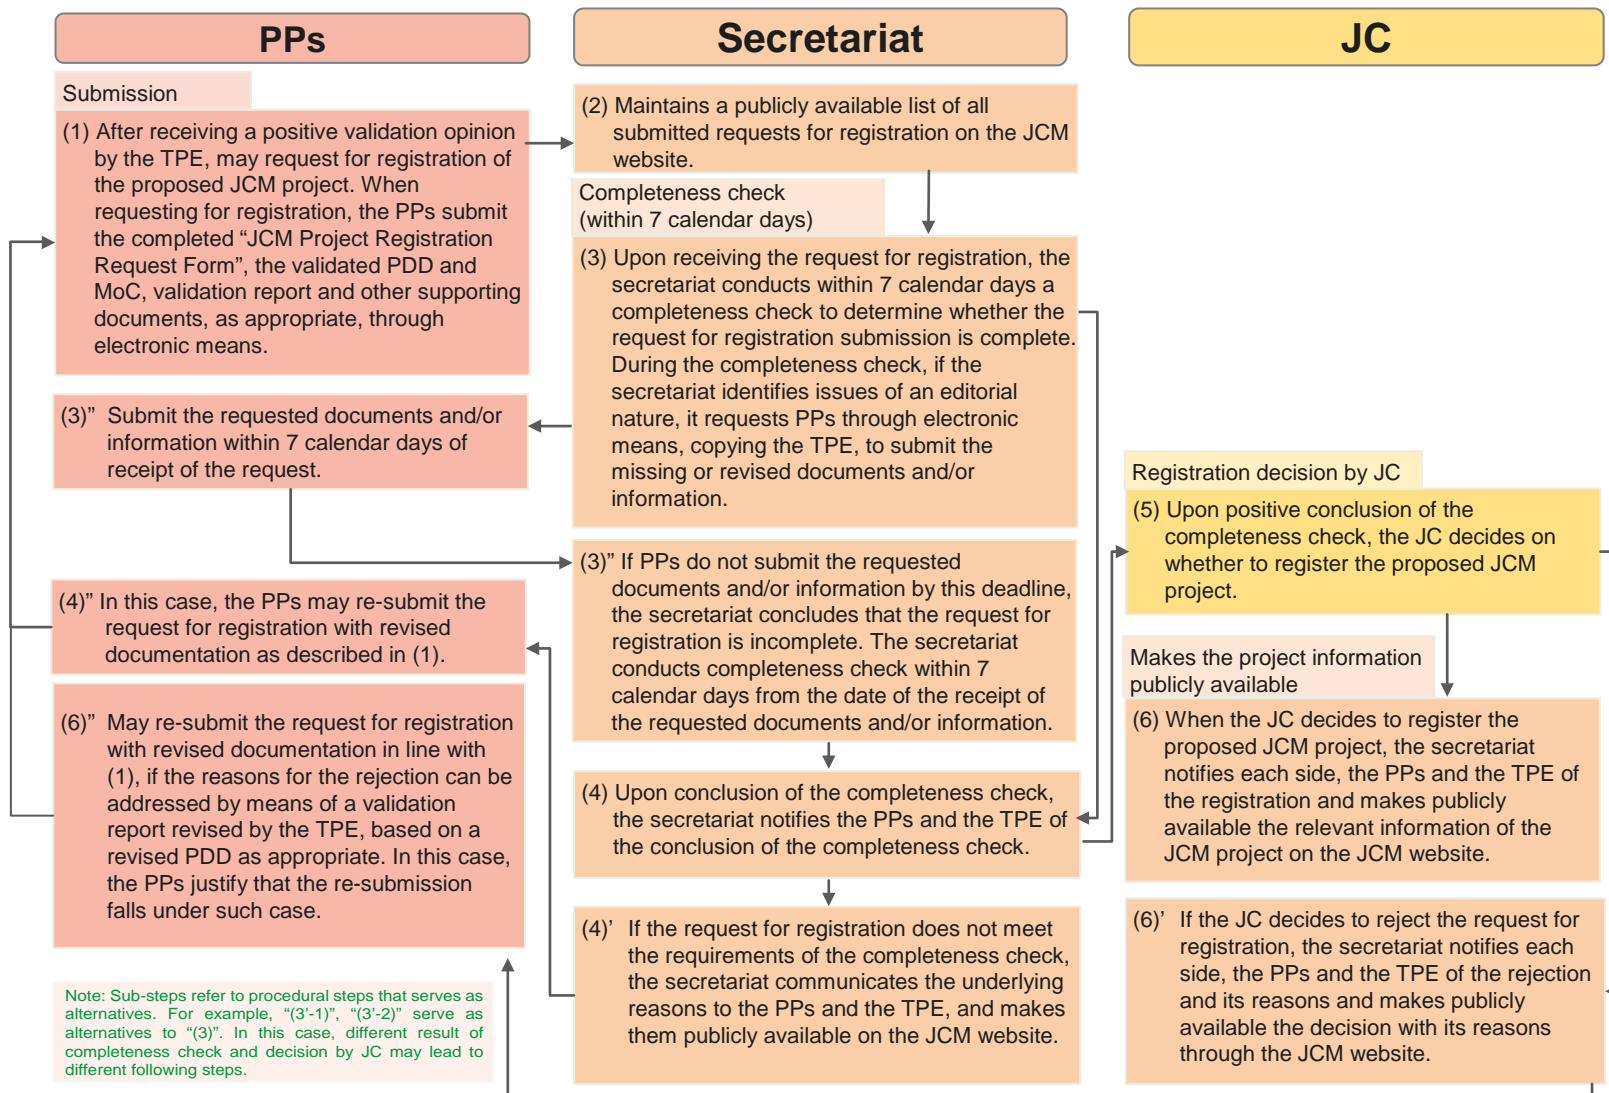 PPs
Submission
(1) After receiving a positive validation opinion
by the TPE, may request for registration of
the proposed JCM project. When
requesting for registration, the PPs submit
the completed “JCM Project Registration
Request Form”, the validated PDD and
MoC, validation report and other supporting
documents, as appropriate, through
electronic means.
(3)” Submit the requested documents and/or
information within 7 calendar days of
receipt of the request.
(4)” In this case, the PPs may re-submit the
request for registration with revised
documentation as described in (1).
(6)” May re-submit the request for registration
with revised documentation in line with
(1), if the reasons for the rejection can be
addressed by means of a validation
report revised by the TPE, based on a
revised PDD as appropriate. In this case,
the PPs justify that the re-submission
falls under such case.
Note: Sub-steps refer to procedural steps that serves as
alternatives. For example, “(3’-1)”, “(3’-2)” serve as
alternatives to “(3)”. In this case, different result of
completeness check and decision by JC may lead to
different following steps.
Secretariat
(2) Maintains a publicly available list of all
submitted requests for registration on the JCM
website.
Completeness check
(within 7 calendar days)
(3) Upon receiving the request for registration, the
secretariat conducts within 7 calendar days a
completeness check to determine whether the
request for registration submission is complete.
During the completeness check, if the
secretariat identifies issues of an editorial
nature, it requests PPs through electronic
means, copying the TPE, to submit the
missing or revised documents and/or
information.
(3)” If PPs do not submit the requested
documents and/or information by this deadline,
the secretariat concludes that the request for
registration is incomplete. The secretariat
conducts completeness check within 7
calendar days from the date of the receipt of
the requested documents and/or information.
(4) Upon conclusion of the completeness check,
the secretariat notifies the PPs and the TPE of
the conclusion of the completeness check.
(4)’ If the request for registration does not meet
the requirements of the completeness check,
the secretariat communicates the underlying
reasons to the PPs and the TPE, and makes
them publicly available on the JCM website.
JC
Registration decision by JC
(5) Upon positive conclusion of the
completeness check, the JC decides on
whether to register the proposed JCM
project.
Makes the project information
publicly available
(6) When the JC decides to register the
proposed JCM project, the secretariat
notifies each side, the PPs and the TPE of
the registration and makes publicly
available the relevant information of the
JCM project on the JCM website.
(6)’ If the JC decides to reject the request for
registration, the secretariat notifies each
side, the PPs and the TPE of the rejection
and its reasons and makes publicly
available the decision with its reasons
through the JCM website.